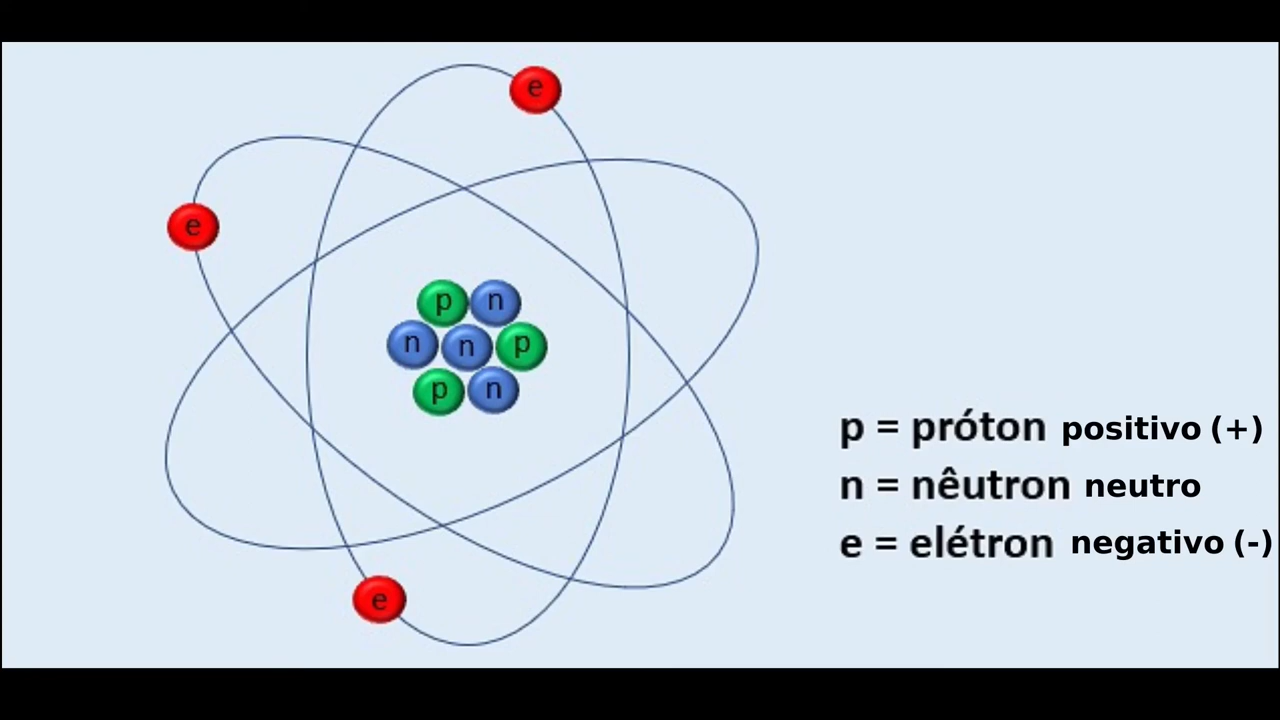 e
e
p n
n n p
p n
p = próton positivo (+)
n = nêutron neutro
e = elétron negativo (-)
e